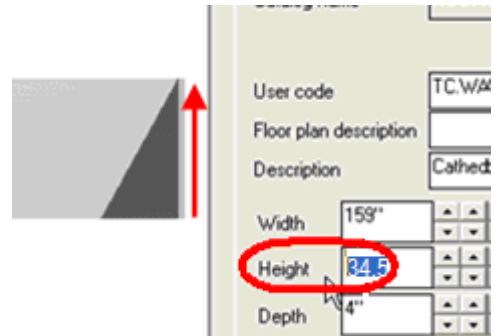 User code TC.WA
Floor plan description
Description Cathed
Width 159"
Height 34.5
Depth 4"